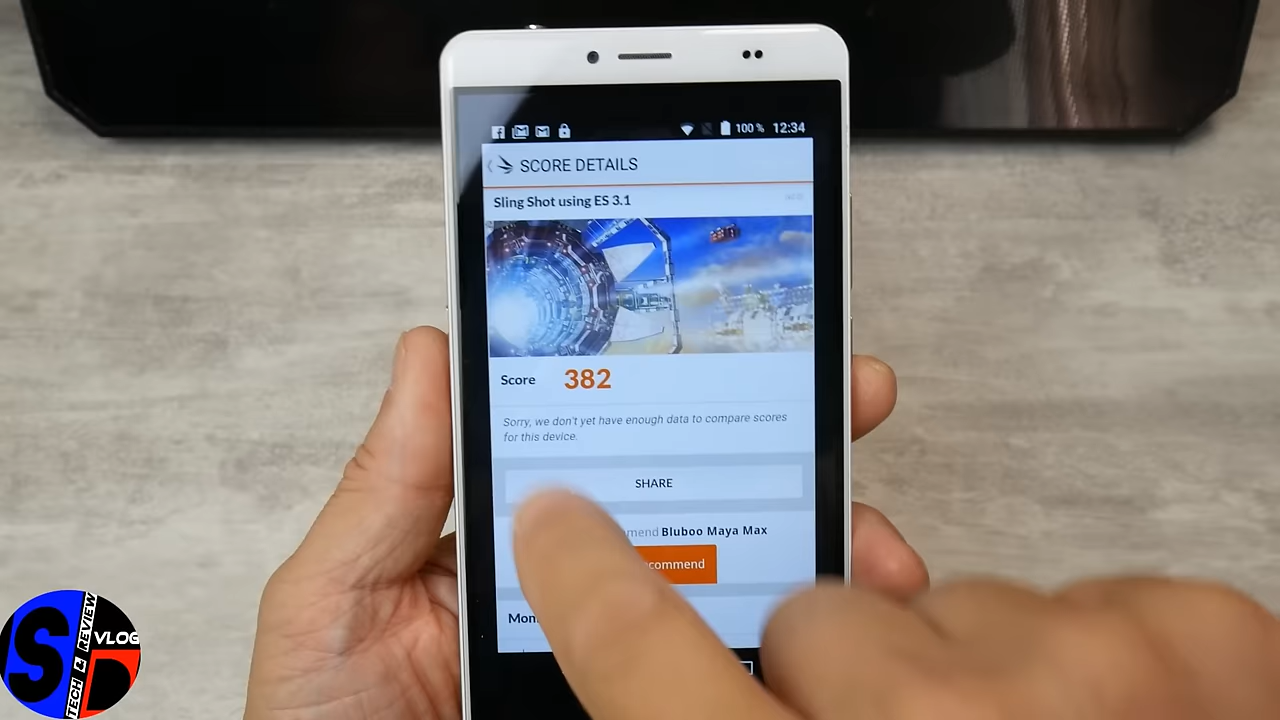 100 % 12:34
SCORE DETAILS
Sling Shot using ES 3.1
Score 382
Sorry, we don't yet have enough data to compare scores
for this device.
SHARE
mend Bluboo Maya Max
commend
Mon
S
TECH & REVIEW
VLOG
D